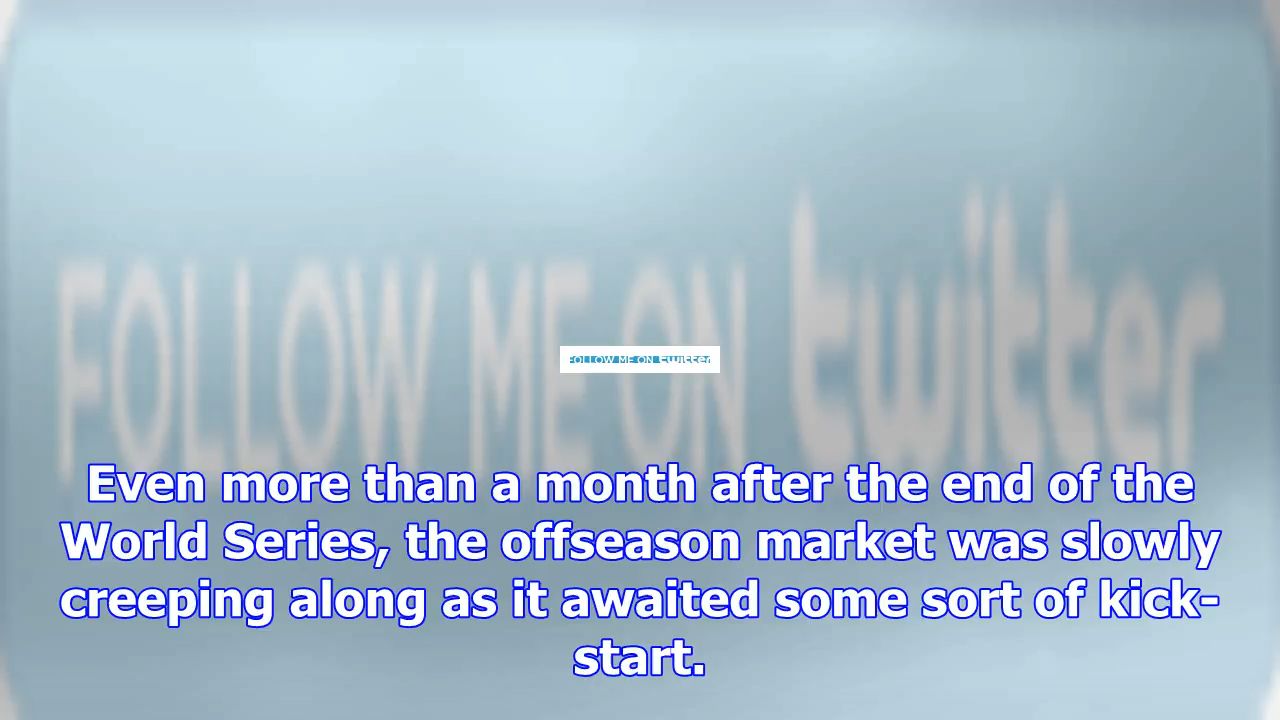 FOLLOW ME ON twitter
FOLLOW ME ON twitter
Even more than a month after the end of the
World Series, the offseason market was slowly
creeping along as it awaited some sort of kick-
start.